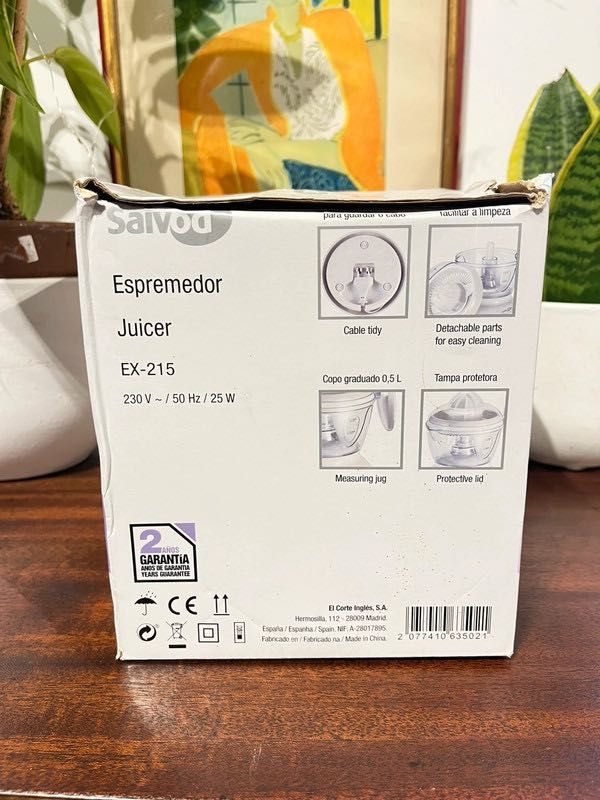 Saivod
Espremedor
Juicer
EX-215
230 V ~ / 50 Hz / 25 W
para guardar o cabo
Cable tidy
facilitar a limpeza
Detachable parts
for easy cleaning
Copo graduado 0,5 L
Measuring jug
Tampa protetora
Protective lid
2 AÑOS
GARANTÍA
ANOS DE GARANTIA
YEARS GUARANTEE
CE
El Corte Inglés, S.A.
Hermosilla, 112 - 28009 Madrid.
España / Espanha / Spain. NIF. A-28017895.
Fabricado en / Fabricado na / Made in China.
2 077410 635021